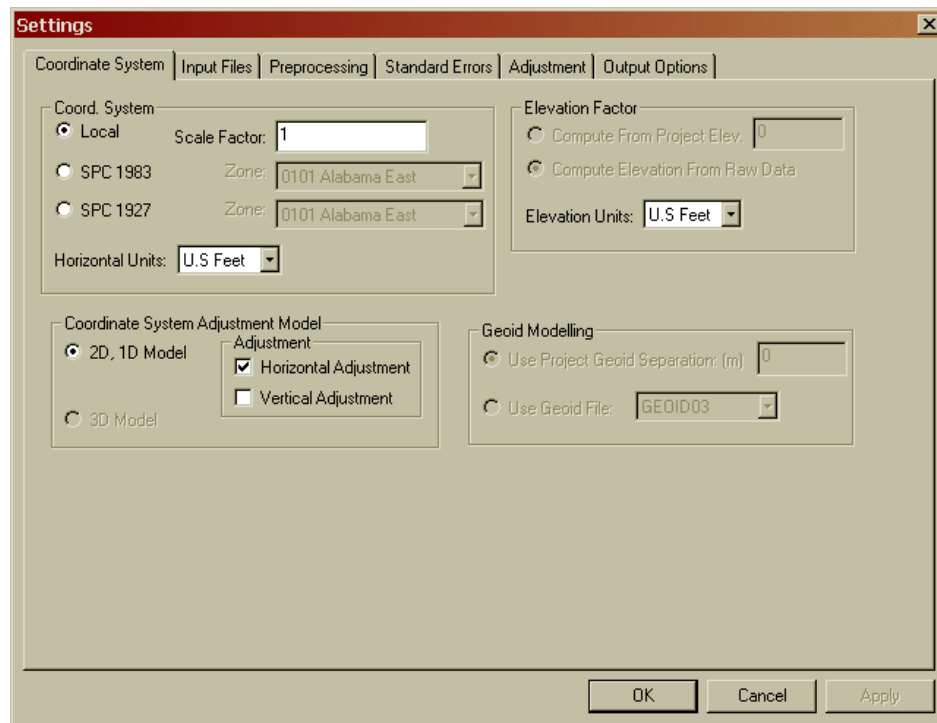 Settings
Coordinate System Input Files Preprocessing Standard Errors Adjustment Output Options
Coord. System
Local Scale Factor: 1
SPC 1983 Zone: 0101 Alabama East
SPC 1927 Zone: 0101 Alabama East
Horizontal Units: U.S Feet
Elevation Factor
Compute From Project Elev. 0
Compute Elevation From Raw Data
Elevation Units: U.S Feet
Coordinate System Adjustment Model
2D, 1D Model
Adjustment
Horizontal Adjustment
Vertical Adjustment
3D Model
Geoid Modelling
Use Project Geoid Separation: (m) 0
Use Geoid File: GEOID03
OK Cancel Apply